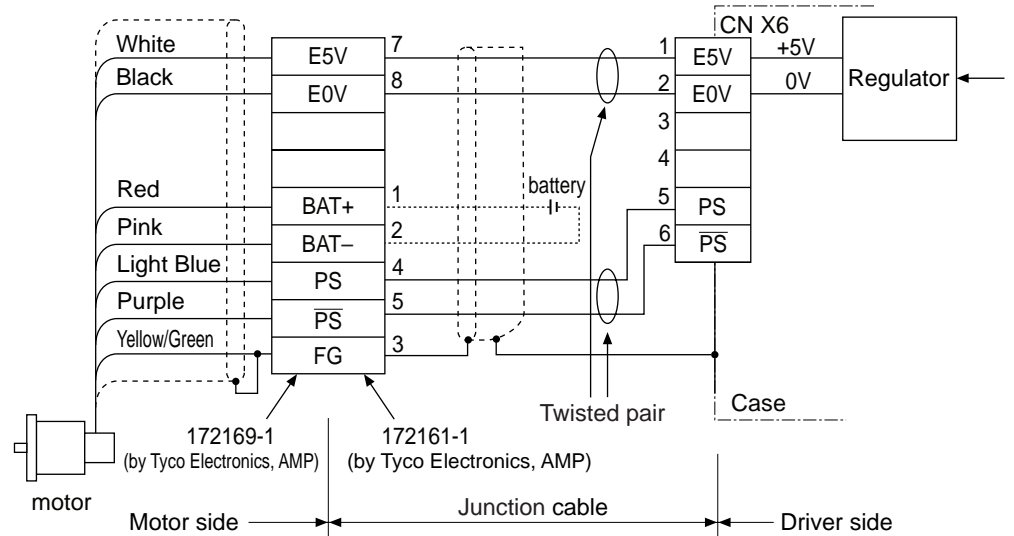 CN X6
White
E5V
7
1
E5V
+5V
Regulator
Black
E0V
8
2
E0V
0V
3
4
Red
BAT+
1
battery
5
PS
Pink
BAT–
2
6
P̅S̅
Light Blue
PS
4
Purple
P̅S̅
5
Yellow/Green
FG
3
Twisted pair
Case
172169-1
(by Tyco Electronics, AMP)
172161-1
(by Tyco Electronics, AMP)
motor
Motor side
Junction cable
Driver side